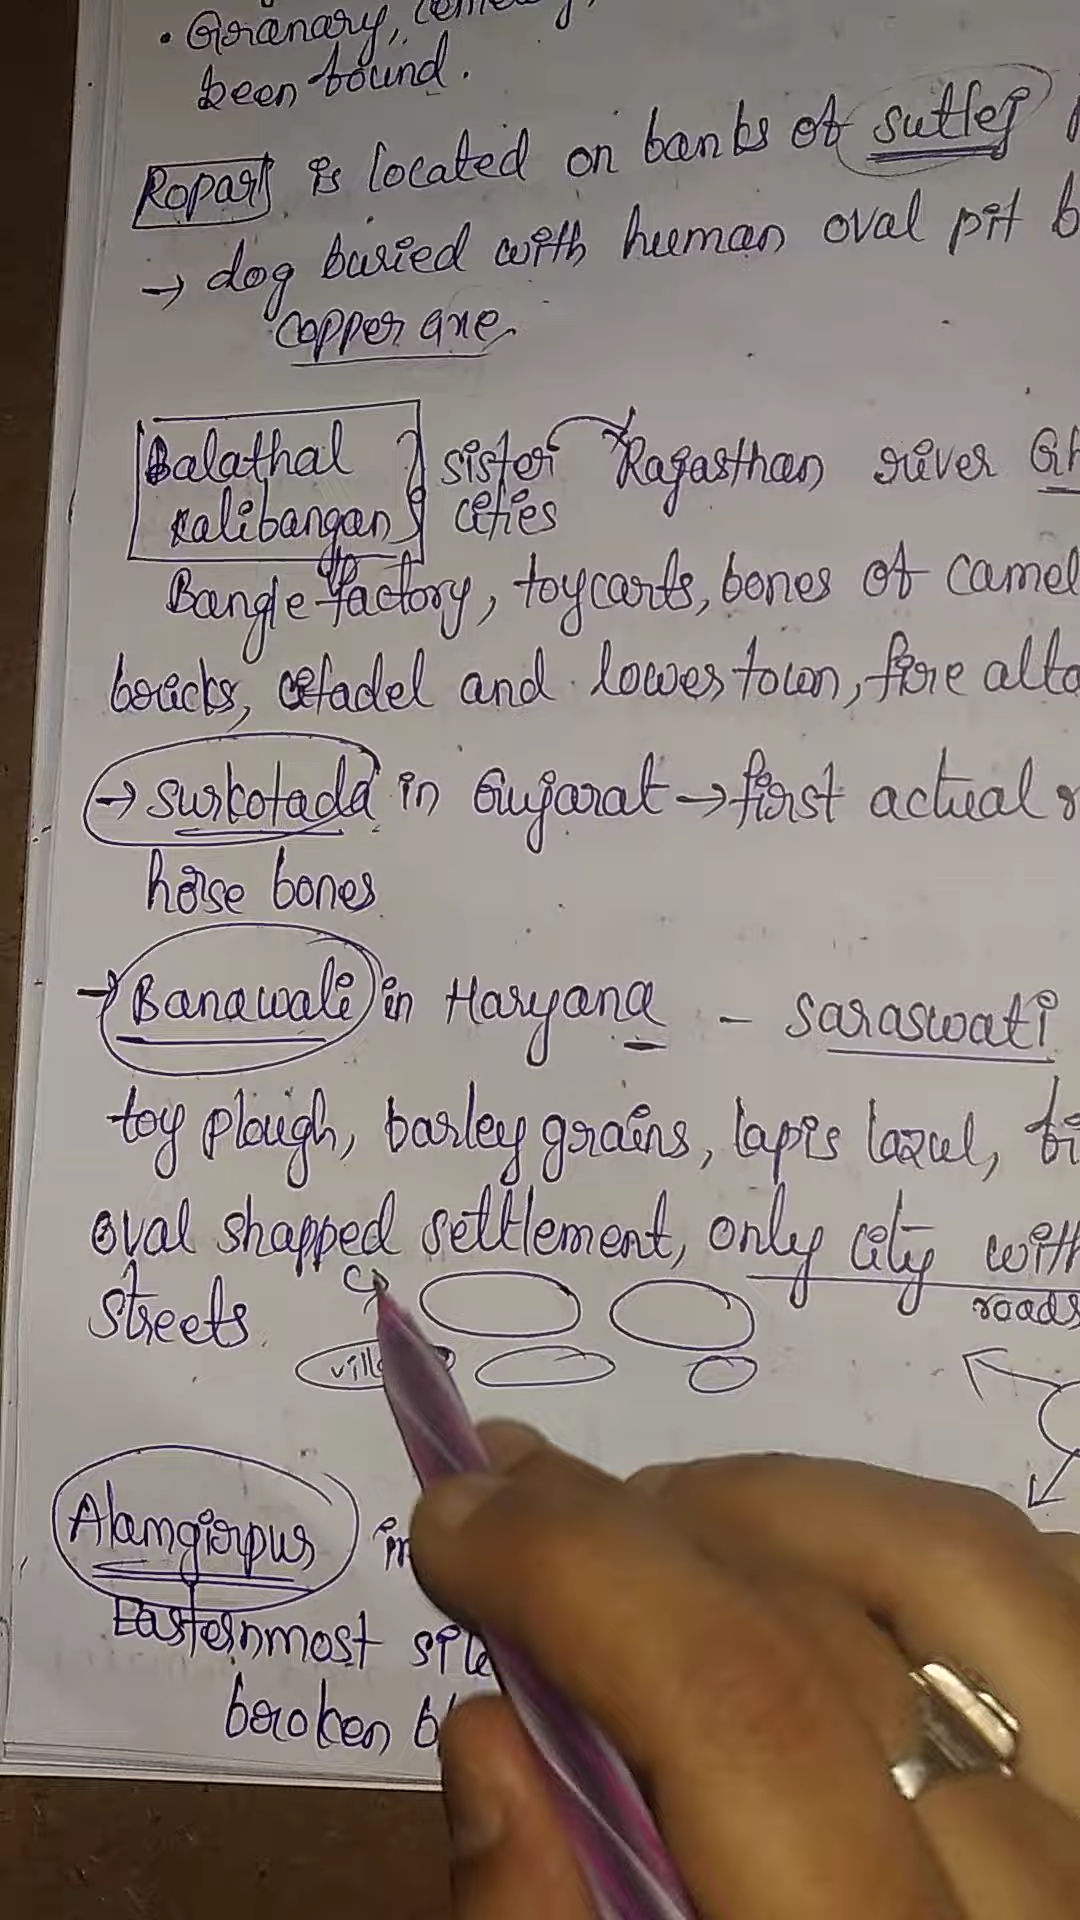 • Granary,
been found.
Ropar is located on banks of sutlej
→ dog buried with human oval pit
copper axe.
Balathal } sister Rajasthan river
Kalibangan } cities
Bangle factory, toycarts, bones of camel
bricks, citadel and lower town, fire
→ Surkotada in Gujarat → first actual
horse bones
→ Banawali in Haryana - Saraswati
toy plough, barley grains, lapis lazul,
oval shapped settlement, only city with
streets. roads
Alamgirpur
Easternmost site
broken